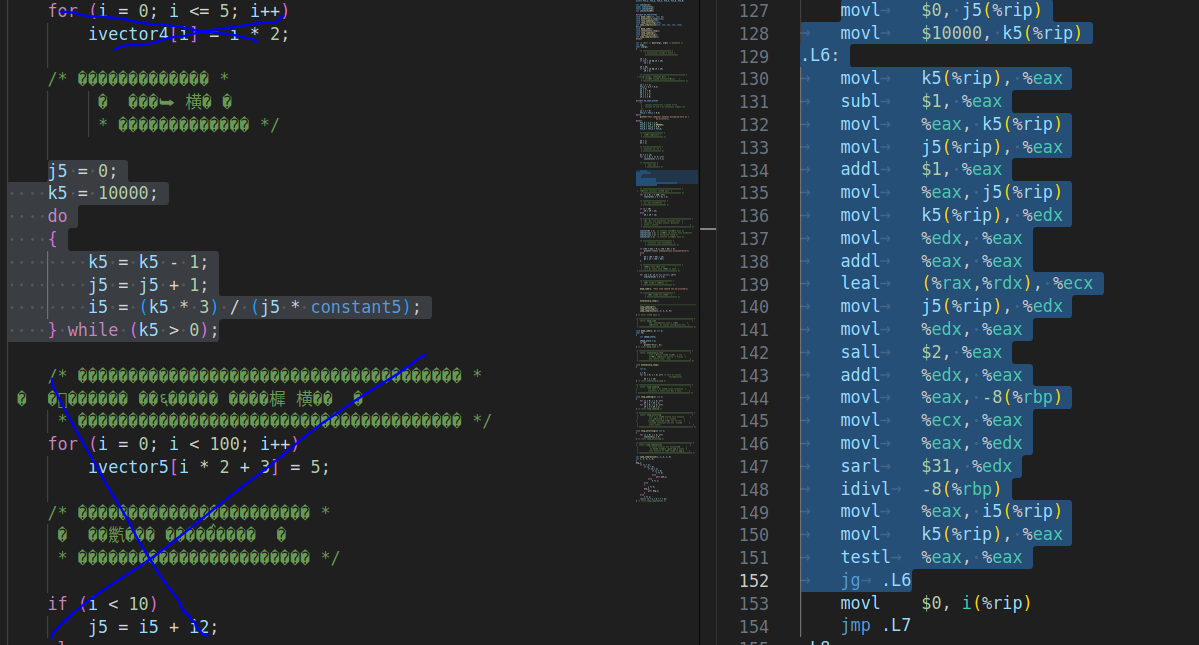 for (i = 0; i <= 5; i++)
ivector4[i] = i * 2;
/* ��������������� *
�  ���➥ 横� �
* ��������������� */
j5 = 0;
k5 = 10000;
do
{
k5 = k5 - 1;
j5 = j5 + 1;
i5 = (k5 * 3) / (j5 * constant5);
} while (k5 > 0);
for (i = 0; i < 100; i++)
ivector5[i * 2 + 3] = 5;
if (i < 10)
j5 = i5 + i2;
127 movl $0, j5(%rip)
128 movl $10000, k5(%rip)
129 .L6:
130 movl k5(%rip), %eax
131 subl $1, %eax
132 movl %eax, k5(%rip)
133 movl j5(%rip), %eax
134 addl $1, %eax
135 movl %eax, j5(%rip)
136 movl k5(%rip), %edx
137 movl %edx, %eax
138 addl %eax, %eax
139 leal (%rax,%rdx), %ecx
140 movl j5(%rip), %edx
141 movl %edx, %eax
142 sall $2, %eax
143 addl %edx, %eax
144 movl %eax, -8(%rbp)
145 movl %ecx, %eax
146 movl %eax, %edx
147 sarl $31, %edx
148 idivl -8(%rbp)
149 movl %eax, i5(%rip)
150 movl k5(%rip), %eax
151 testl %eax, %eax
152 jg .L6
153 movl $0, i(%rip)
154 jmp .L7